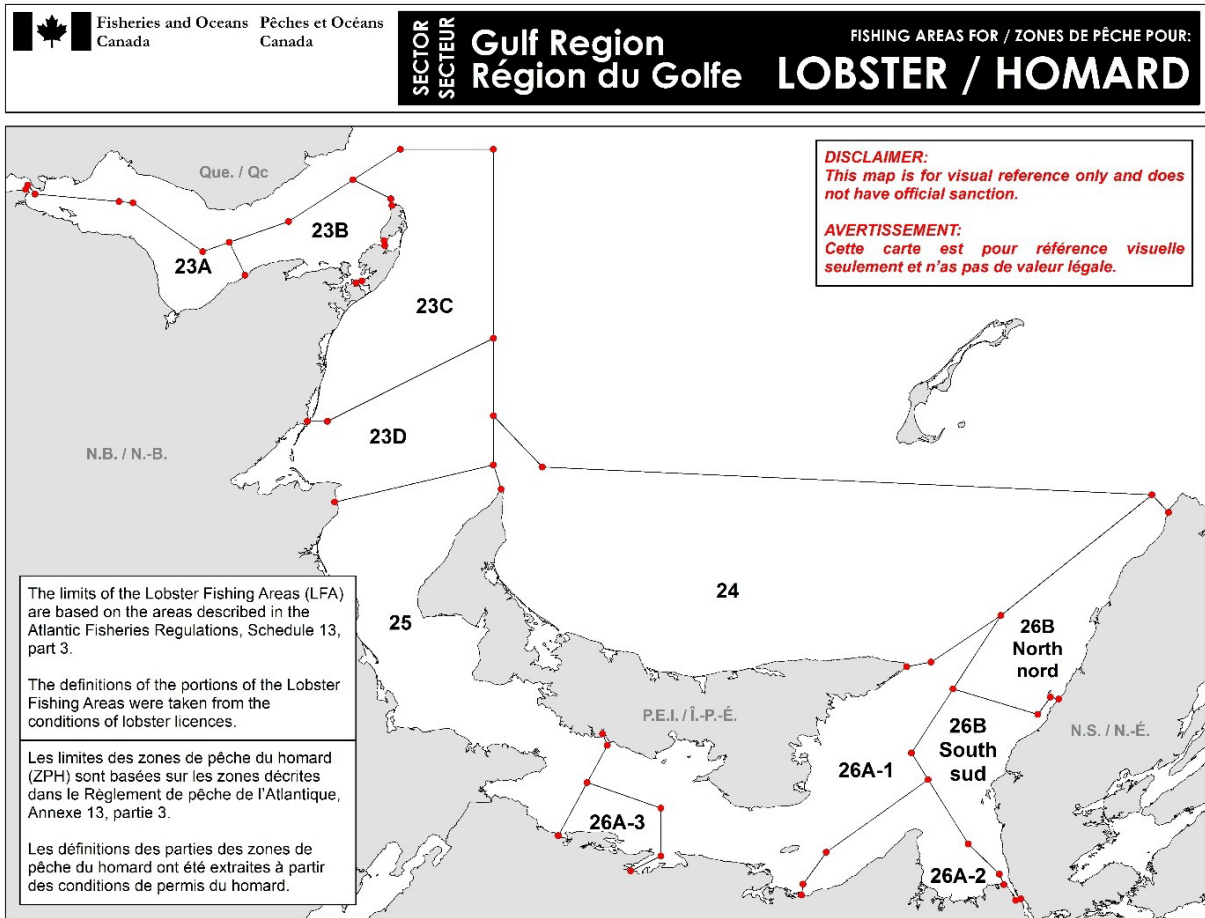 Fisheries and Oceans
Canada
Pêches et Océans
Canada
SECTOR
SECTEUR
Gulf Region
Région du Golfe
FISHING AREAS FOR / ZONES DE PÊCHE POUR:
LOBSTER / HOMARD
Que. / Qc
DISCLAIMER:
This map is for visual reference only and does
not have official sanction.
AVERTISSEMENT:
Cette carte est pour référence visuelle
seulement et n'as pas de valeur légale.
23B
23A
23C
23D
N.B. / N.-B.
24
25
26B
North
nord
P.E.I. / Î.-P.-É.
N.S. / N.-É.
26B
South
sud
26A-1
26A-3
26A-2
The limits of the Lobster Fishing Areas (LFA)
are based on the areas described in the
Atlantic Fisheries Regulations, Schedule 13,
part 3.
The definitions of the portions of the Lobster
Fishing Areas were taken from the
conditions of lobster licences.
Les limites des zones de pêche du homard
(ZPH) sont basées sur les zones décrites
dans le Règlement de pêche de l'Atlantique,
Annexe 13, partie 3.
Les définitions des parties des zones de
pêche du homard ont été extraites à partir
des conditions de permis du homard.